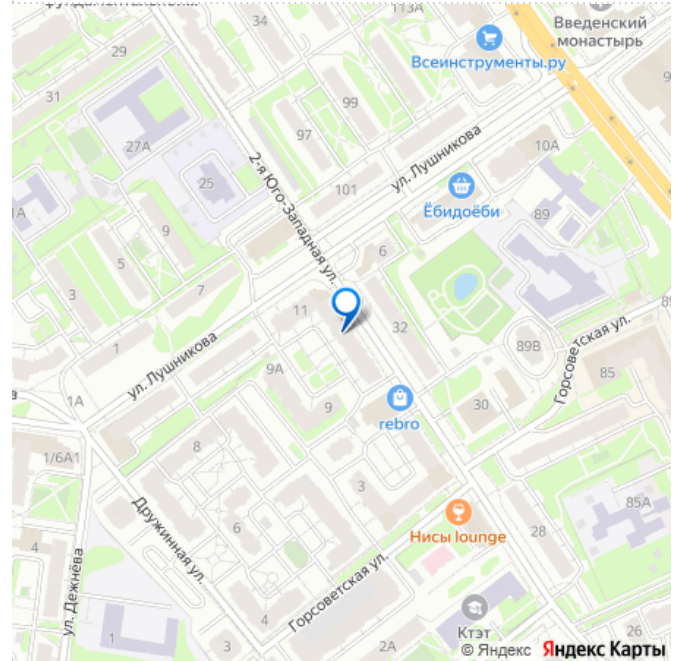 34
113А
Введенский
монастырь
29
Всеинструменты.ру
31
99
97
ул. Лушникова
27А
10А
2-я Юго-Западная ул.
101
25
Ёбидоёби
89
9
6
5
7
3
11
32
Горсоветская ул.
89В
1
ул. Лушникова
9А
85
1А
9
rebro
30
8
1/6А1
3
85А
Дружинная ул.
6
Нисы lounge
28
4
ул. Дежнёва
Горсоветская ул.
1
Ктэт
26
3
4
2А
© Яндекс Яндекс Карты